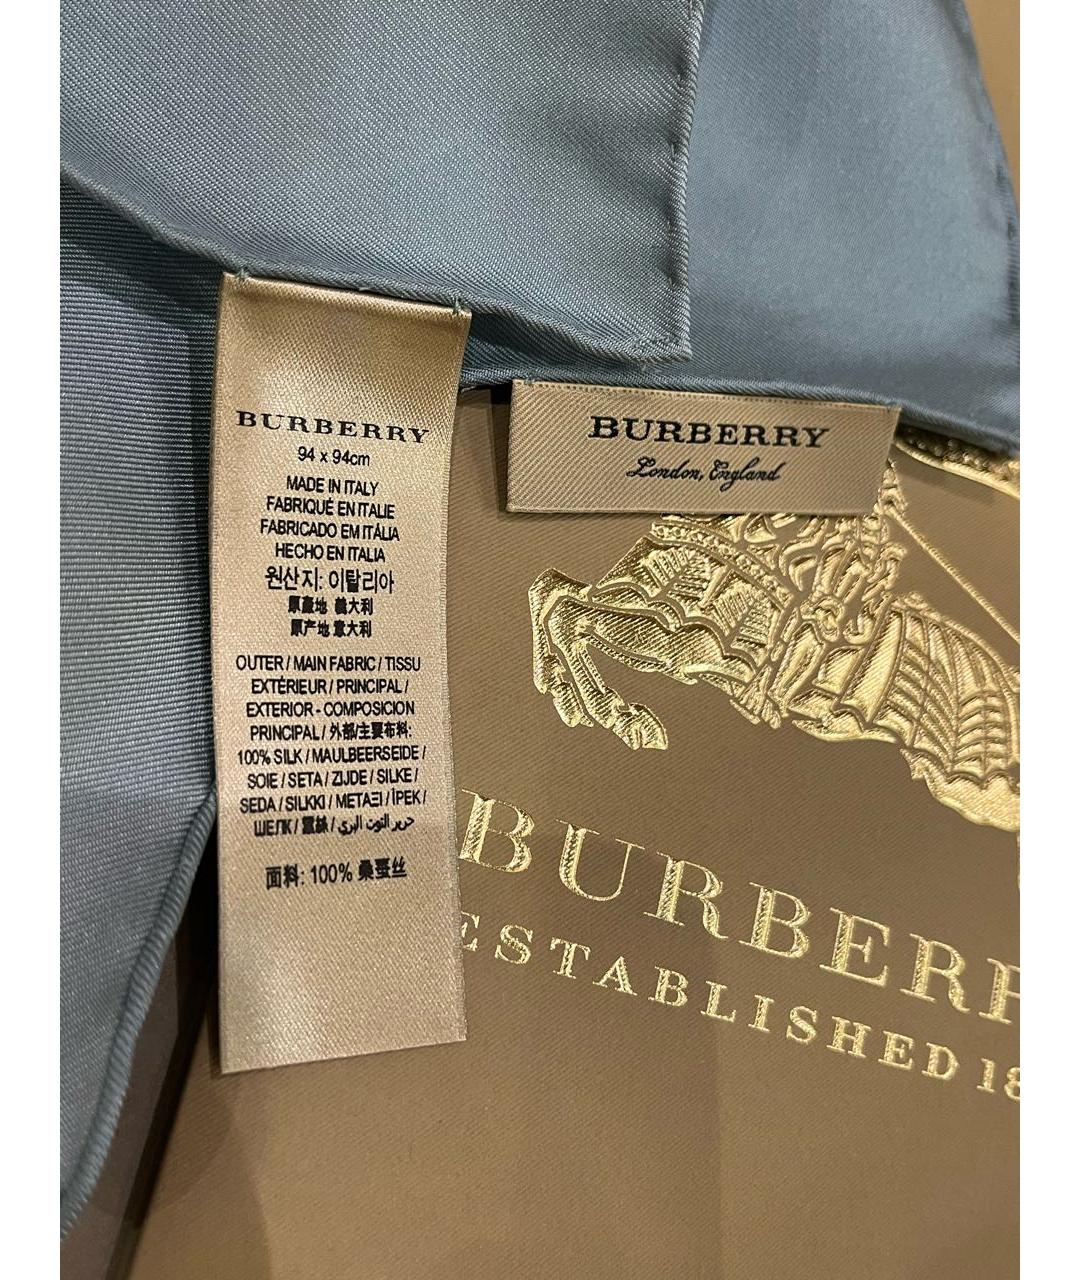 BURBERRY
94 x 94cm
MADE IN ITALY
FABRIQUÉ EN ITALIE
FABRICADO EM ITÁLIA
HECHO EN ITALIA
원산지: 이탈리아
原產地 義大利
原产地 意大利
OUTER / MAIN FABRIC / TISSU
EXTÉRIEUR / PRINCIPAL /
EXTERIOR - COMPOSICION
PRINCIPAL / 外部/主要布料:
100% SILK / MAULBEERSEIDE /
SOIE / SETA / ZIJDE / SILKE /
SEDA / SILKKI / ΜΕΤΑΞΙ / İPEK /
ШЕЛК / 蠶絲 / حرير التوت البري
面料: 100% 桑蚕丝
BURBERRY
London, England
BURBERR
ESTABLISHED 18